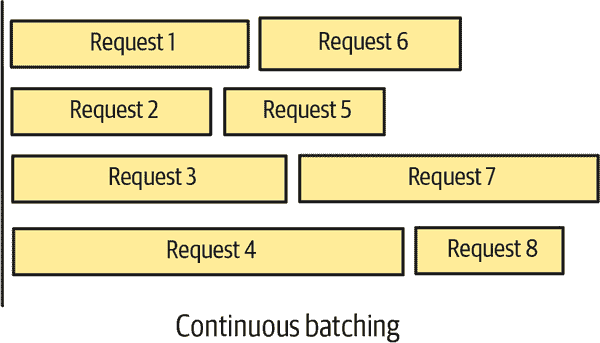 Request 1
Request 6
Request 2
Request 5
Request 3
Request 7
Request 4
Request 8
Continuous batching